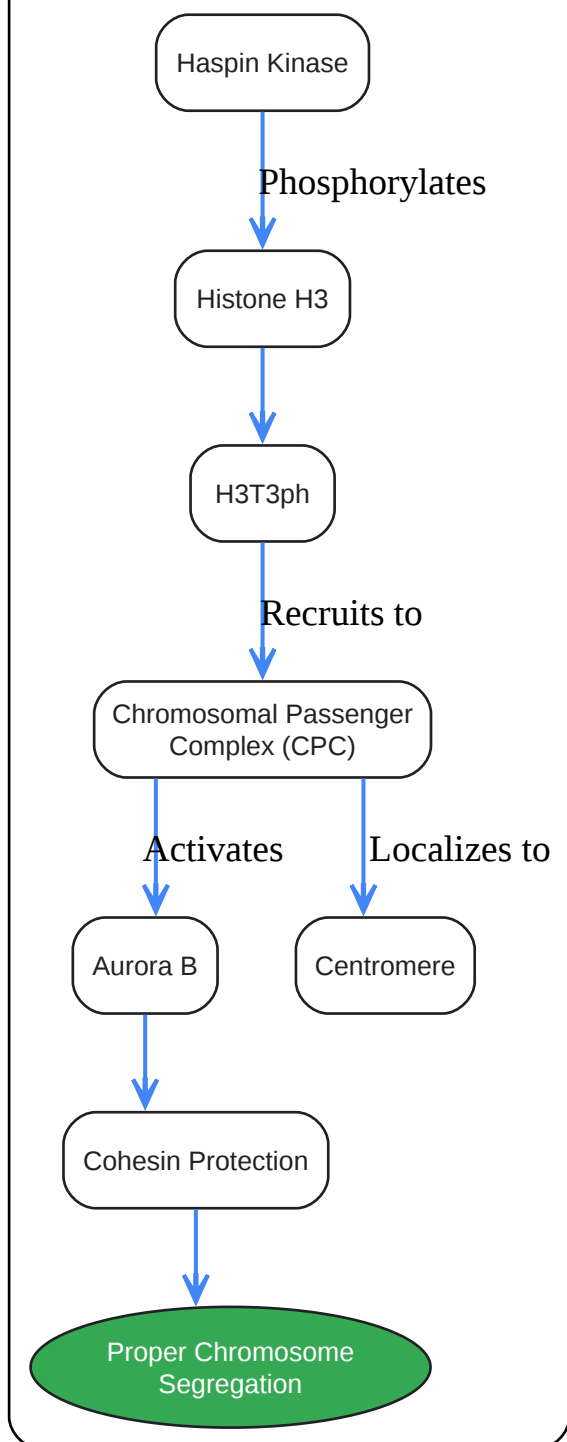 Haspin Kinase
Phosphorylates
Histone H3
H3T3ph
Recruits to
Chromosomal Passenger
Complex (CPC)
Activates
Localizes to
Aurora B
Centromere
Cohesin Protection
Proper Chromosome
Segregation